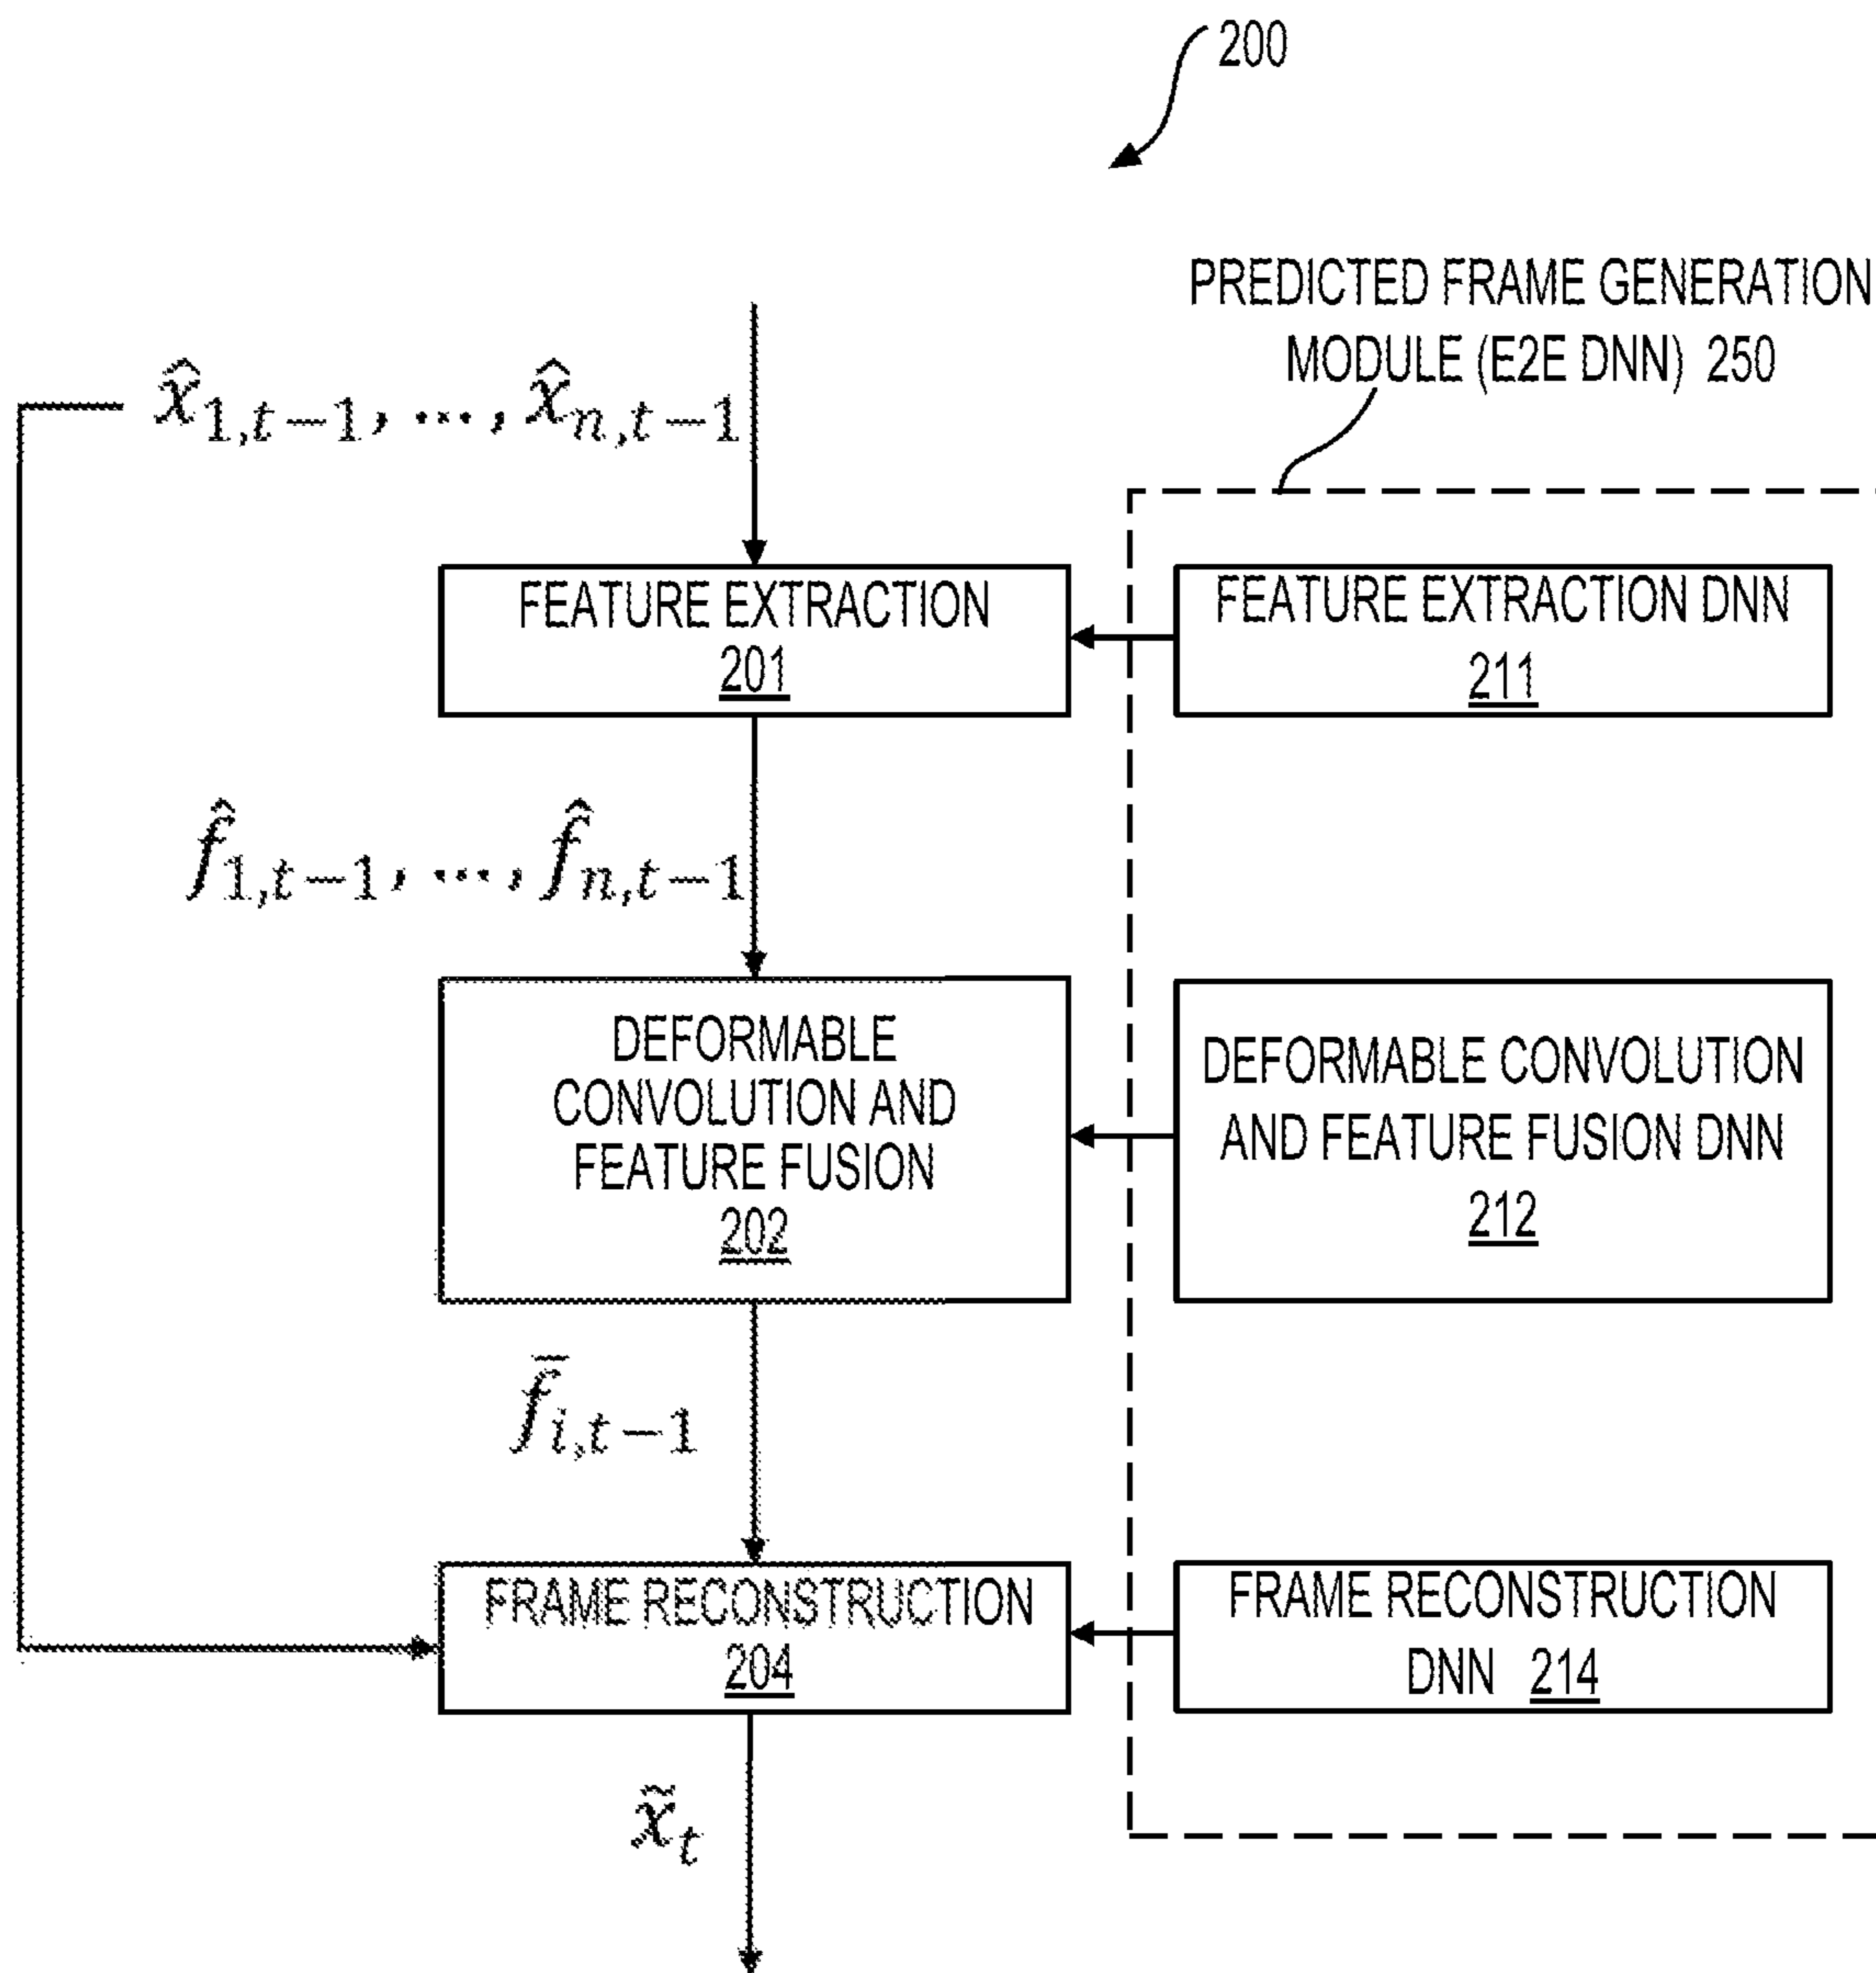 200
PREDICTED FRAME GENERATION
MODULE (E2E DNN) 250
x̂₁,ₜ₋₁, ..., x̂ₙ,ₜ₋₁
FEATURE EXTRACTION
201
FEATURE EXTRACTION DNN
211
f̂₁,ₜ₋₁, ..., f̂ₙ,ₜ₋₁
DEFORMABLE
CONVOLUTION AND
FEATURE FUSION
202
DEFORMABLE CONVOLUTION
AND FEATURE FUSION DNN
212
f̄ᵢ,ₜ₋₁
FRAME RECONSTRUCTION
204
FRAME RECONSTRUCTION
DNN 214
x̃ₜ